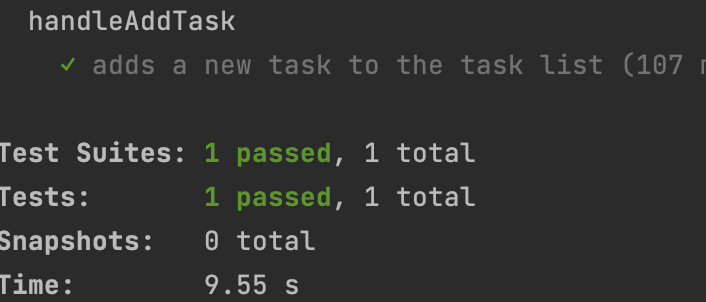 handleAddTask
✓ adds a new task to the task list (107
Test Suites: 1 passed, 1 total
Tests: 1 passed, 1 total
Snapshots: 0 total
Time: 9.55 s